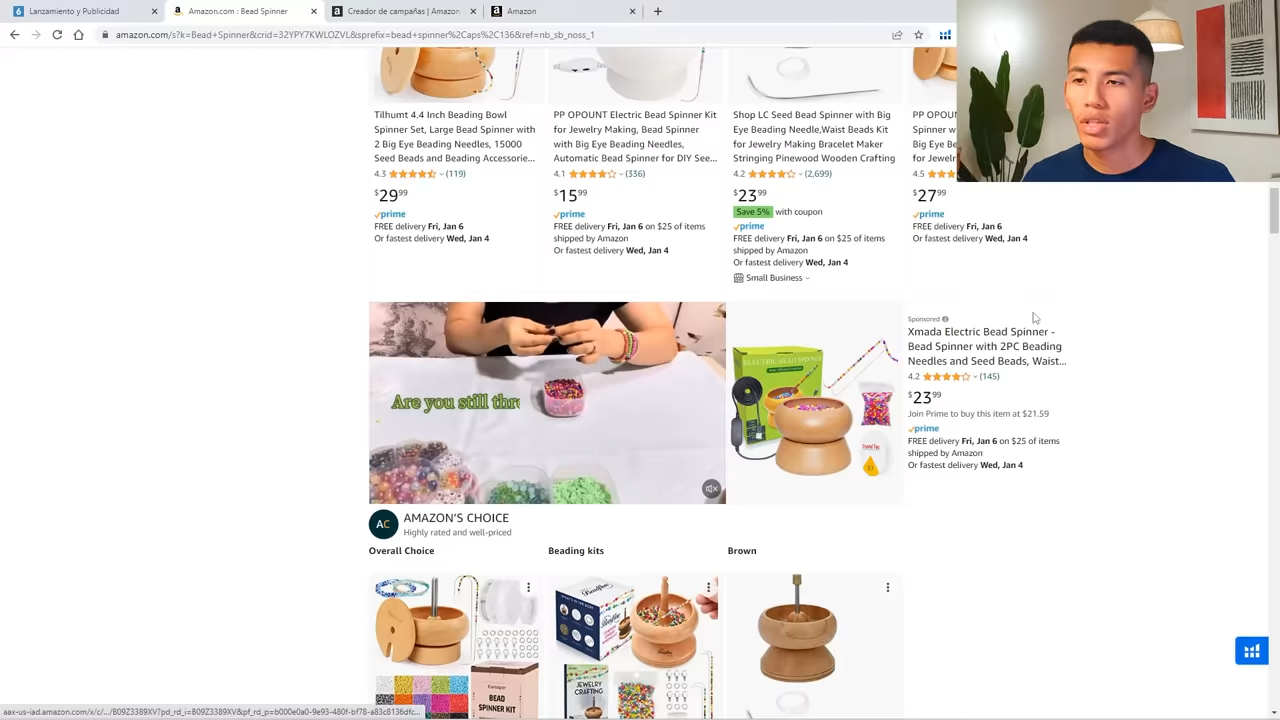 Lanzamiento y Publicidad
Amazon.com : Bead Spinner
Creador de campañas | Amazon
Amazon
amazon.com/s?k=Bead+Spinner&crid=32YPY7KWLOZVL&sprefix=bead+spinner%2Caps%2C136&ref=nb_sb_noss_1
Tilhumt 4.4 Inch Beading Bowl
Spinner Set, Large Bead Spinner with
2 Big Eye Beading Needles, 15000
Seed Beads and Beading Accessorie...
4.3 (119)
$29.99
prime
FREE delivery Fri, Jan 6
Or fastest delivery Wed, Jan 4
PP OPOUNT Electric Bead Spinner Kit
for Jewelry Making, Bead Spinner
with Big Eye Beading Needles,
Automatic Bead Spinner for DIY See...
4.1 (336)
$15.99
prime
FREE delivery Fri, Jan 6 on $25 of items
shipped by Amazon
Or fastest delivery Wed, Jan 4
Shop LC Seed Bead Spinner with Big
Eye Beading Needle,Waist Beads Kit
for Jewelry Making Bracelet Maker
Stringing Pinewood Wooden Crafting
4.2 (2,699)
$23.99
Save 5% with coupon
prime
FREE delivery Fri, Jan 6 on $25 of items
shipped by Amazon
Or fastest delivery Wed, Jan 4
Small Business
PP OPOU
Spinner w
Big Eye B
for Jewel
4.5
$27.99
prime
FREE delivery Fri, Jan 6
Or fastest delivery Wed, Jan 4
Are you still thr
ELECTRIC BEAD SPINNER
Sponsored
Xmada Electric Bead Spinner -
Bead Spinner with 2PC Beading
Needles and Seed Beads, Waist...
4.2 (145)
$23.99
Join Prime to buy this item at $21.59
prime
FREE delivery Fri, Jan 6 on $25 of items
shipped by Amazon
Or fastest delivery Wed, Jan 4
AC AMAZON'S CHOICE
Highly rated and well-priced
Overall Choice
Beading kits
Brown
BEAD
SPINNER KIT
JEWELRY
CRAFTING
aax-us-iad.amazon.com/x/c/.../B09Z3389XV?pd_rd_i=B09Z3389XV&pf_rd_p=b000e0a0-9e93-480f-bf78-a83c8136dfc...